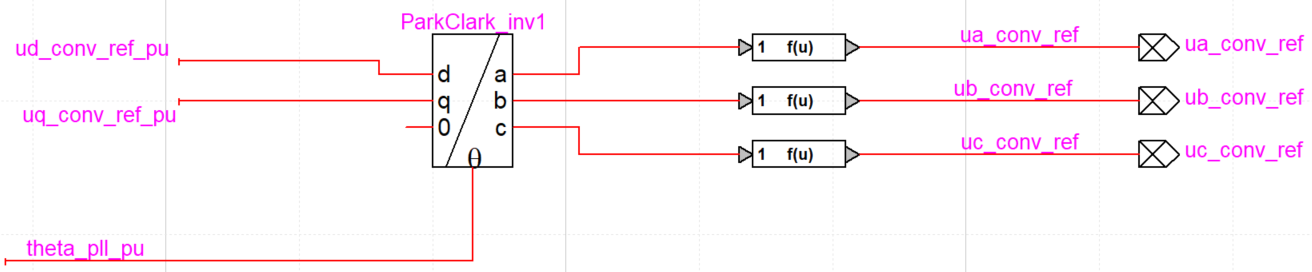 ParkClark_inv1
ud_conv_ref_pu
uq_conv_ref_pu
d
q
0
a
b
c
θ
1 f(u)
ua_conv_ref
ua_conv_ref
1 f(u)
ub_conv_ref
ub_conv_ref
1 f(u)
uc_conv_ref
uc_conv_ref
theta_pll_pu